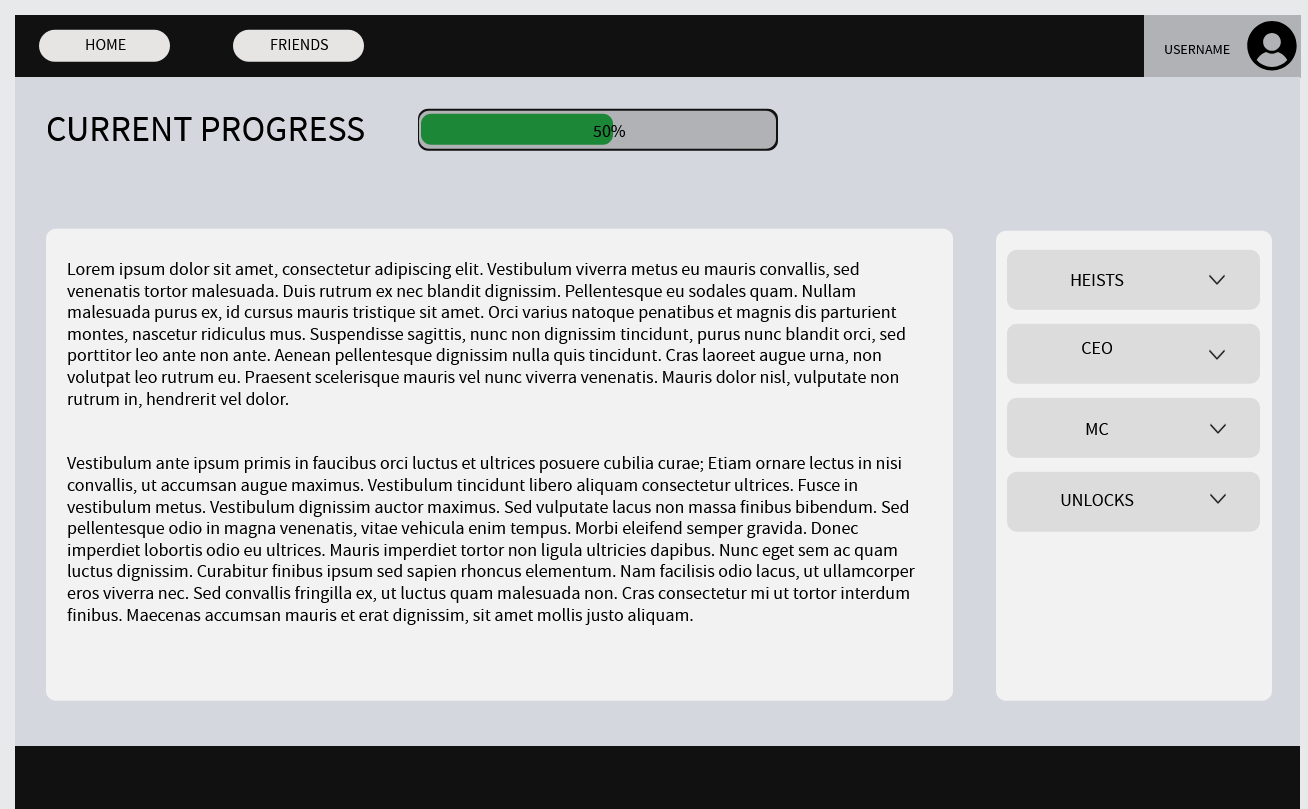 HOME
FRIENDS
USERNAME
CURRENT PROGRESS
50%
Lorem ipsum dolor sit amet, consectetur adipiscing elit. Vestibulum viverra metus eu mauris convallis, sed
venenatis tortor malesuada. Duis rutrum ex nec blandit dignissim. Pellentesque eu sodales quam. Nullam
malesuada purus ex, id cursus mauris tristique sit amet. Orci varius natoque penatibus et magnis dis parturient
montes, nascetur ridiculus mus. Suspendisse sagittis, nunc non dignissim tincidunt, purus nunc blandit orci, sed
porttitor leo ante non ante. Aenean pellentesque dignissim nulla quis tincidunt. Cras laoreet augue urna, non
volutpat leo rutrum eu. Praesent scelerisque mauris vel nunc viverra venenatis. Mauris dolor nisl, vulputate non
rutrum in, hendrerit vel dolor.
Vestibulum ante ipsum primis in faucibus orci luctus et ultrices posuere cubilia curae; Etiam ornare lectus in nisi
convallis, ut accumsan augue maximus. Vestibulum tincidunt libero aliquam consectetur ultrices. Fusce in
vestibulum metus. Vestibulum dignissim auctor maximus. Sed vulputate lacus non massa finibus bibendum. Sed
pellentesque odio in magna venenatis, vitae vehicula enim tempus. Morbi eleifend semper gravida. Donec
imperdiet lobortis odio eu ultrices. Mauris imperdiet tortor non ligula ultricies dapibus. Nunc eget sem ac quam
luctus dignissim. Curabitur finibus ipsum sed sapien rhoncus elementum. Nam facilisis odio lacus, ut ullamcorper
eros viverra nec. Sed convallis fringilla ex, ut luctus quam malesuada non. Cras consectetur mi ut tortor interdum
finibus. Maecenas accumsan mauris et erat dignissim, sit amet mollis justo aliquam.
HEISTS
CEO
MC
UNLOCKS